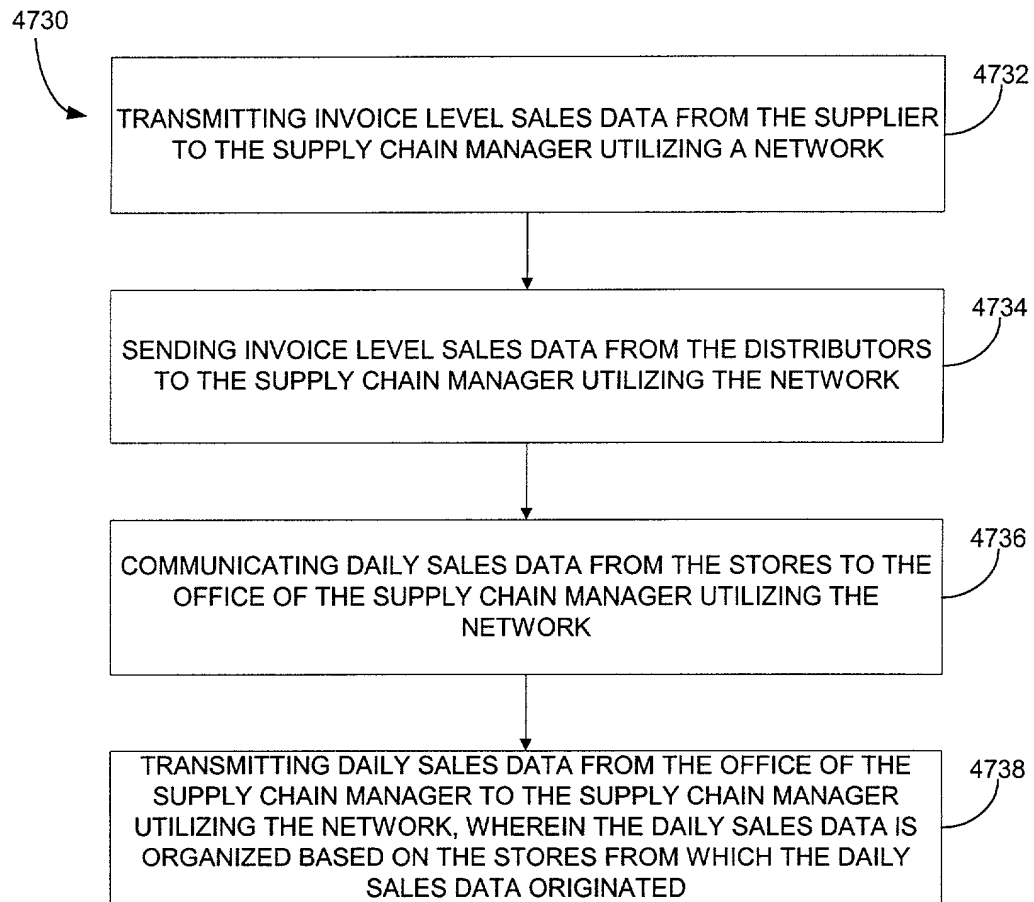 4730
4732
TRANSMITTING INVOICE LEVEL SALES DATA FROM THE SUPPLIER
TO THE SUPPLY CHAIN MANAGER UTILIZING A NETWORK
4734
SENDING INVOICE LEVEL SALES DATA FROM THE DISTRIBUTORS
TO THE SUPPLY CHAIN MANAGER UTILIZING THE NETWORK
4736
COMMUNICATING DAILY SALES DATA FROM THE STORES TO THE
OFFICE OF THE SUPPLY CHAIN MANAGER UTILIZING THE
NETWORK
4738
TRANSMITTING DAILY SALES DATA FROM THE OFFICE OF THE
SUPPLY CHAIN MANAGER TO THE SUPPLY CHAIN MANAGER
UTILIZING THE NETWORK, WHEREIN THE DAILY SALES DATA IS
ORGANIZED BASED ON THE STORES FROM WHICH THE DAILY
SALES DATA ORIGINATED